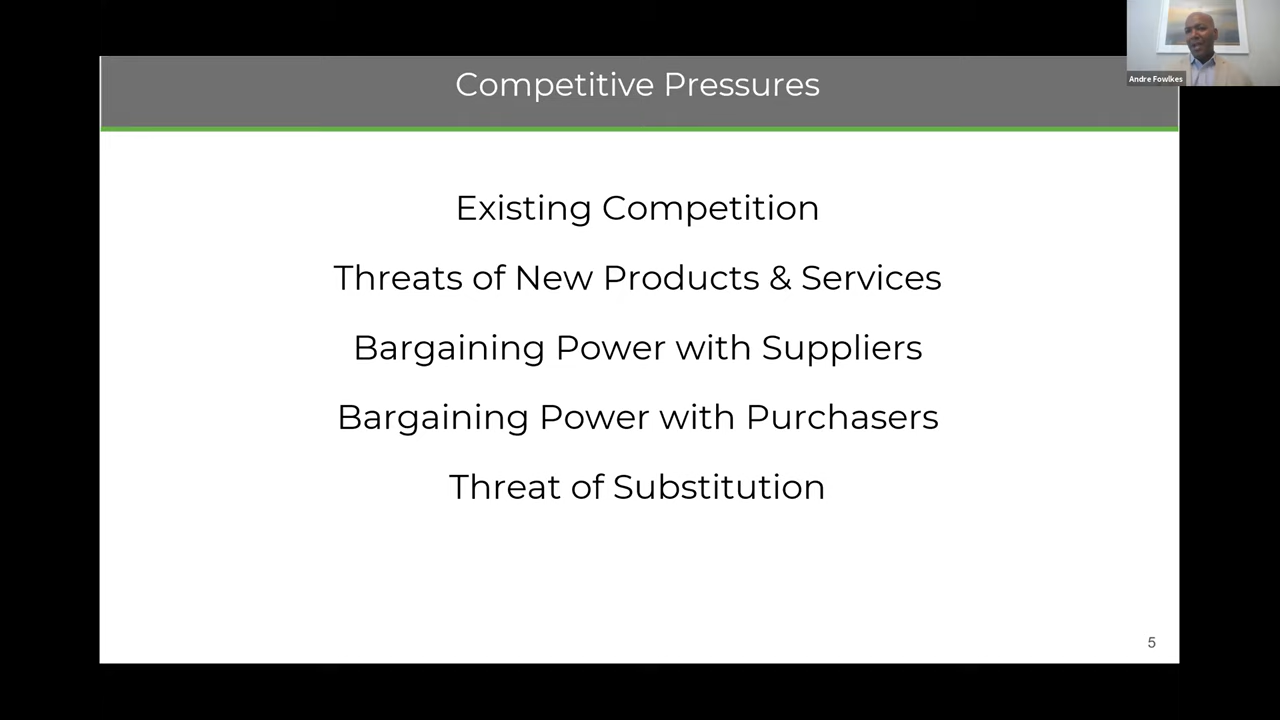 Competitive Pressures
Andre Fowlkes
Existing Competition
Threats of New Products & Services
Bargaining Power with Suppliers
Bargaining Power with Purchasers
Threat of Substitution
5